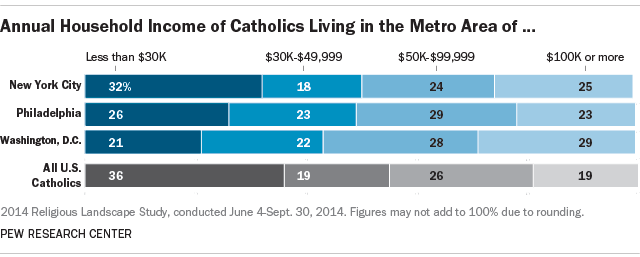 Annual Household Income of Catholics Living in the Metro Area of ...
Less than $30K $30K-$49,999 $50K-$99,999 $100K or more
New York City 32% 18 24 25
Philadelphia 26 23 29 23
Washington, D.C. 21 22 28 29
All U.S.
Catholics 36 19 26 19
2014 Religious Landscape Study, conducted June 4-Sept. 30, 2014. Figures may not add to 100% due to rounding.
PEW RESEARCH CENTER